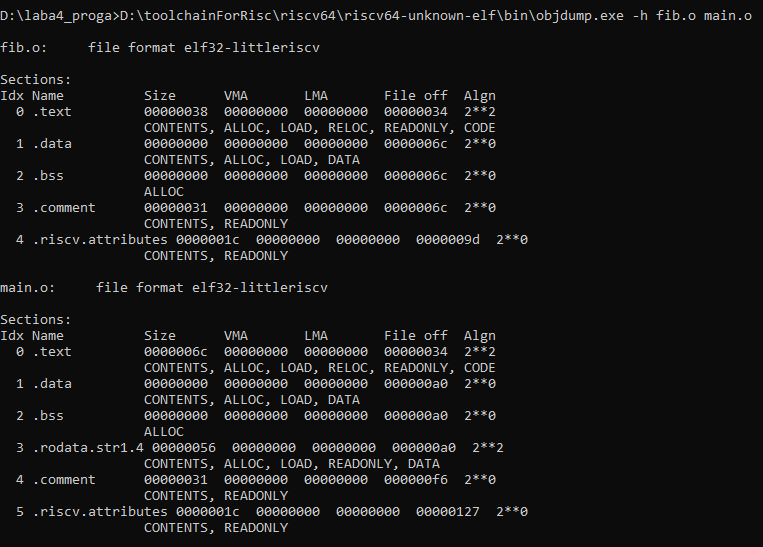 D:\laba4_proga>D:\toolchainForRisc\riscv64\riscv64-unknown-elf\bin\objdump.exe -h fib.o main.o
fib.o:     file format elf32-littleriscv
Sections:
Idx Name          Size      VMA       LMA       File off  Algn
  0 .text         00000038  00000000  00000000  00000034  2**2
                  CONTENTS, ALLOC, LOAD, RELOC, READONLY, CODE
  1 .data         00000000  00000000  00000000  0000006c  2**0
                  CONTENTS, ALLOC, LOAD, DATA
  2 .bss          00000000  00000000  00000000  0000006c  2**0
                  ALLOC
  3 .comment      00000031  00000000  00000000  0000006c  2**0
                  CONTENTS, READONLY
  4 .riscv.attributes 0000001c  00000000  00000000  0000009d  2**0
                  CONTENTS, READONLY
main.o:     file format elf32-littleriscv
Sections:
Idx Name          Size      VMA       LMA       File off  Algn
  0 .text         0000006c  00000000  00000000  00000034  2**2
                  CONTENTS, ALLOC, LOAD, RELOC, READONLY, CODE
  1 .data         00000000  00000000  00000000  000000a0  2**0
                  CONTENTS, ALLOC, LOAD, DATA
  2 .bss          00000000  00000000  00000000  000000a0  2**0
                  ALLOC
  3 .rodata.str1.4 00000056  00000000  00000000  000000a0  2**2
                  CONTENTS, ALLOC, LOAD, READONLY, DATA
  4 .comment      00000031  00000000  00000000  000000f6  2**0
                  CONTENTS, READONLY
  5 .riscv.attributes 0000001c  00000000  00000000  00000127  2**0
                  CONTENTS, READONLY